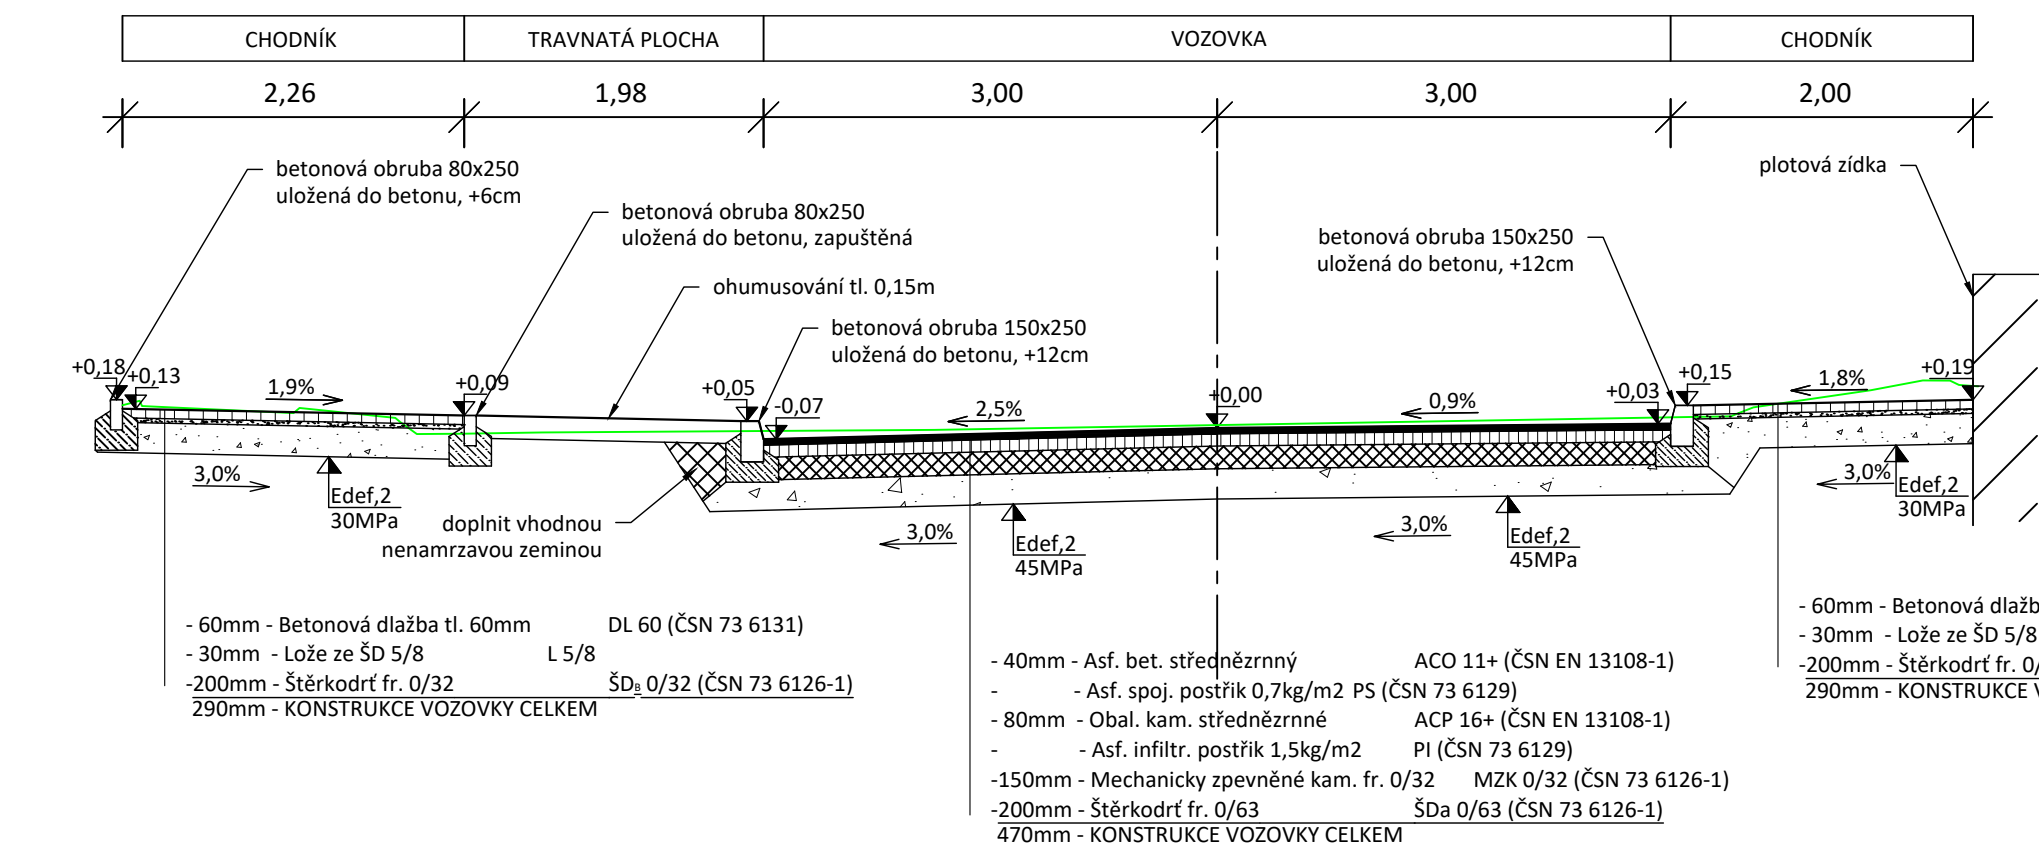 CHODNÍK TRAVNATÁ PLOCHA VOZOVKA CHODNÍK
2,26 1,98 3,00 3,00 2,00
betonová obruba 80x250
uložená do betonu, +6cm
betonová obruba 80x250
uložená do betonu, zapuštěná
ohumusování tl. 0,15m
betonová obruba 150x250
uložená do betonu, +12cm
betonová obruba 150x250
uložená do betonu, +12cm
plotová zídka
+0,18 +0,13 1,9% +0,09 +0,05 -0,07 2,5% +0,00 0,9% +0,03 +0,15 1,8% +0,19
3,0%
Edef,2
30MPa
doplnit vhodnou
nenamrzavou zeminou
3,0%
Edef,2
45MPa
3,0%
Edef,2
45MPa
3,0%
Edef,2
30MPa
- 60mm - Betonová dlažba tl. 60mm DL 60 (ČSN 73 6131)
- 30mm - Lože ze ŠD 5/8 L 5/8
-200mm - Štěrkodrť fr. 0/32 ŠDB 0/32 (ČSN 73 6126-1)
290mm - KONSTRUKCE VOZOVKY CELKEM
- 40mm - Asf. bet. střednězrnný ACO 11+ (ČSN EN 13108-1)
- - Asf. spoj. postřik 0,7kg/m2 PS (ČSN 73 6129)
- 80mm - Obal. kam. střednězrnné ACP 16+ (ČSN EN 13108-1)
- - Asf. infiltr. postřik 1,5kg/m2 PI (ČSN 73 6129)
-150mm - Mechanicky zpevněné kam. fr. 0/32 MZK 0/32 (ČSN 73 6126-1)
-200mm - Štěrkodrť fr. 0/63 ŠDa 0/63 (ČSN 73 6126-1)
470mm - KONSTRUKCE VOZOVKY CELKEM
- 60mm - Betonová dlažb
- 30mm - Lože ze ŠD 5/8
-200mm - Štěrkodrť fr. 0/
290mm - KONSTRUKCE V